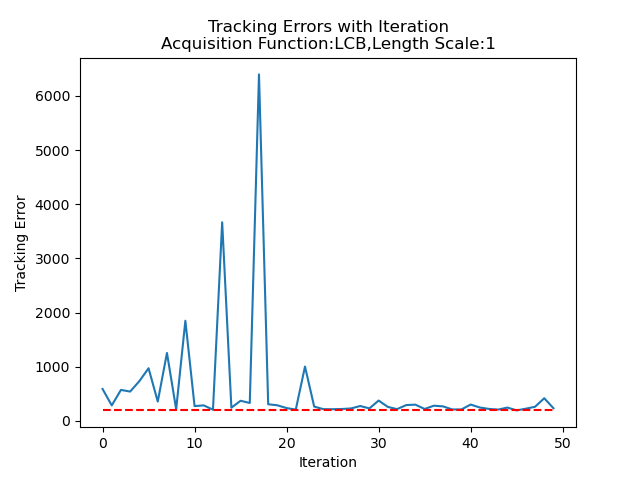 Tracking Errors with Iteration
Acquisition Function:LCB,Length Scale:1
6000
5000
4000
3000
2000
1000
0
Tracking Error
0 10 20 30 40 50
Iteration